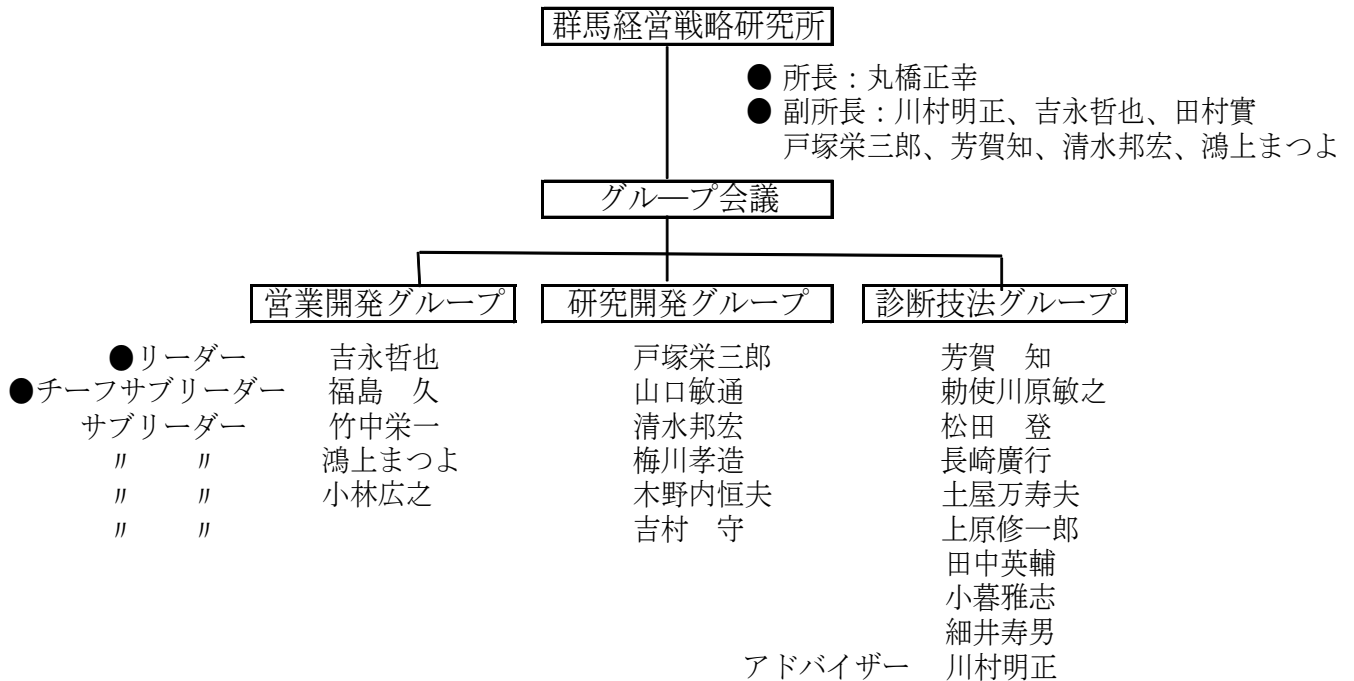 群馬経営戦略研究所
● 所長：丸橋正幸
● 副所長：川村明正、吉永哲也、田村實
戸塚栄三郎、芳賀知、清水邦宏、鴻上まつよ
グループ会議
営業開発グループ 研究開発グループ 診断技法グループ
●リーダー 吉永哲也 戸塚栄三郎 芳賀　知
●チーフサブリーダー 福島　久 山口敏通 勅使川原敏之
サブリーダー 竹中栄一 清水邦宏 松田　登
〃 〃 鴻上まつよ 梅川孝造 長崎廣行
〃 〃 小林広之 木野内恒夫 土屋万寿夫
〃 〃 吉村　守 上原修一郎
田中英輔
小暮雅志
細井寿男
アドバイザー 川村明正